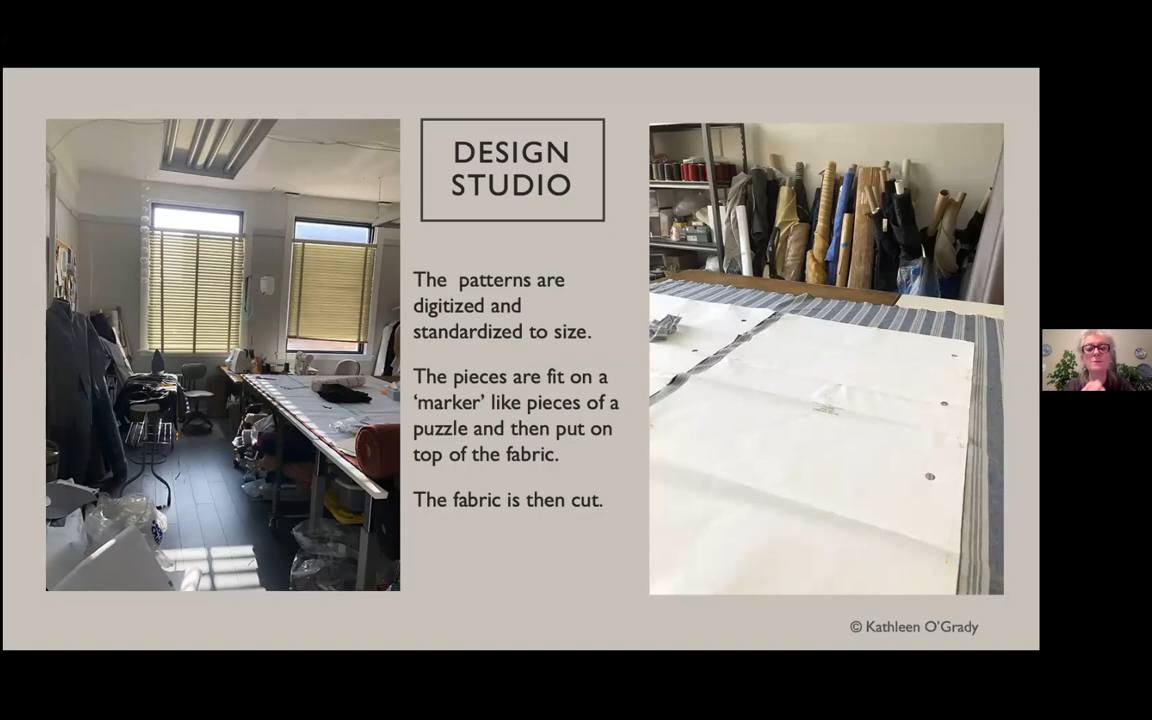 DESIGN
STUDIO
The  patterns are
digitized and
standardized to size.
The pieces are fit on a
‘marker’ like pieces of a
puzzle and then put on
top of the fabric.
The fabric is then cut.
© Kathleen O’Grady